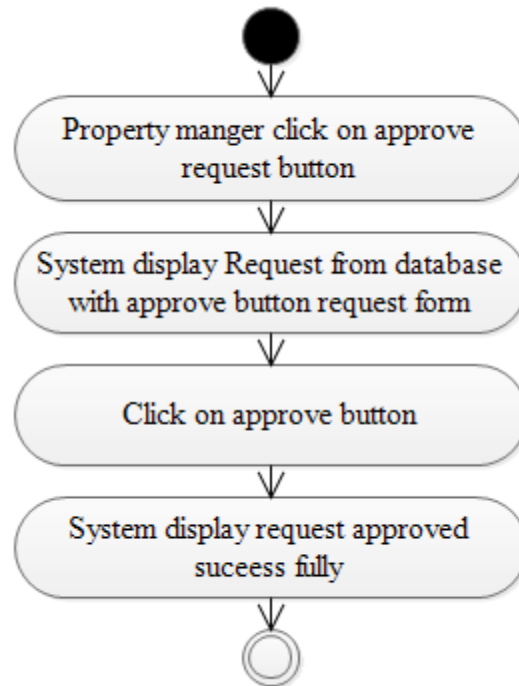 Property manger click on approve
request button
System display Request from database
with approve button request form
Click on approve button
System display request approved
suceess fully